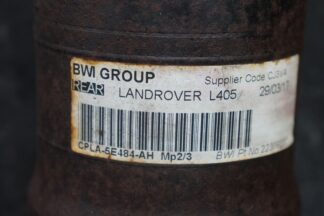 BWI GROUP
Supplier Code
REAR LANDROVER L405 29/03/17
CPLA-5E484-AH Mp2/3
BWI Pt No